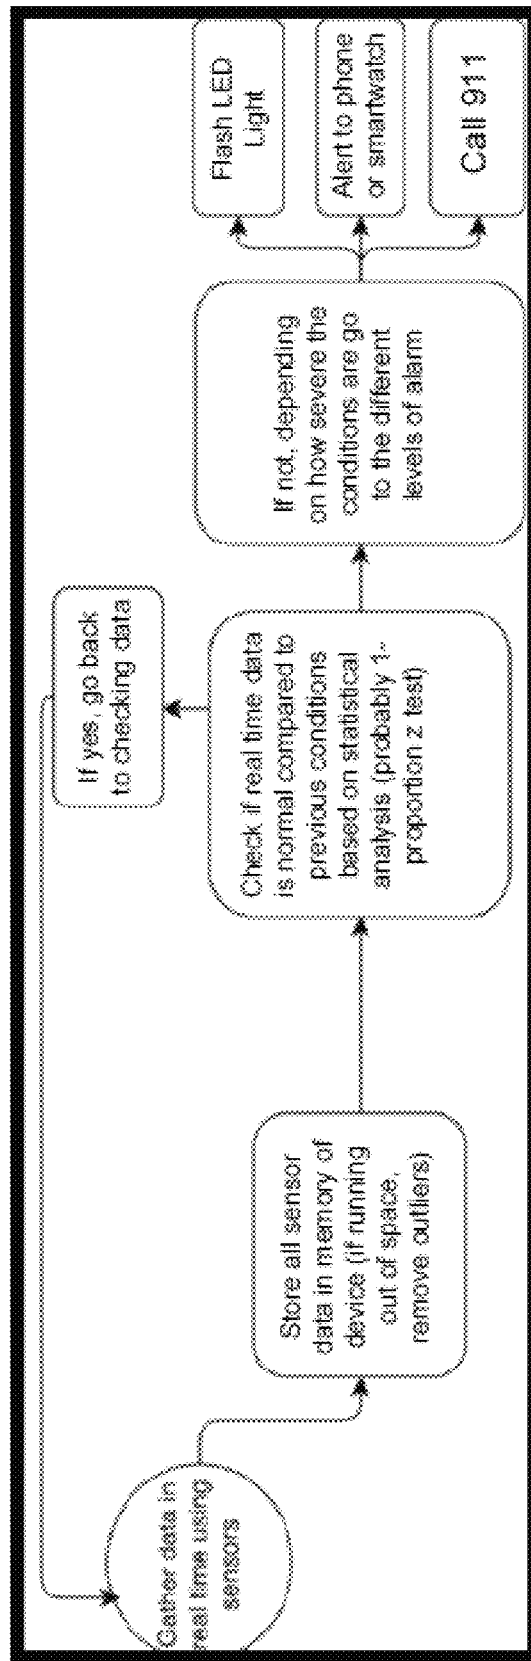 Gather data in
real time using
sensors
Store all sensor
data in memory of
device (if running
out of space,
remove outliers)
Check if real time data
is normal compared to
previous conditions
based on statistical
analysis (probably 1-
proportion z test)
If yes, go back
to checking data
If not, depending
on how severe the
conditions are go
to the different
levels of alarm
Flash LED
Light
Alert to phone
or smartwatch
Call 911